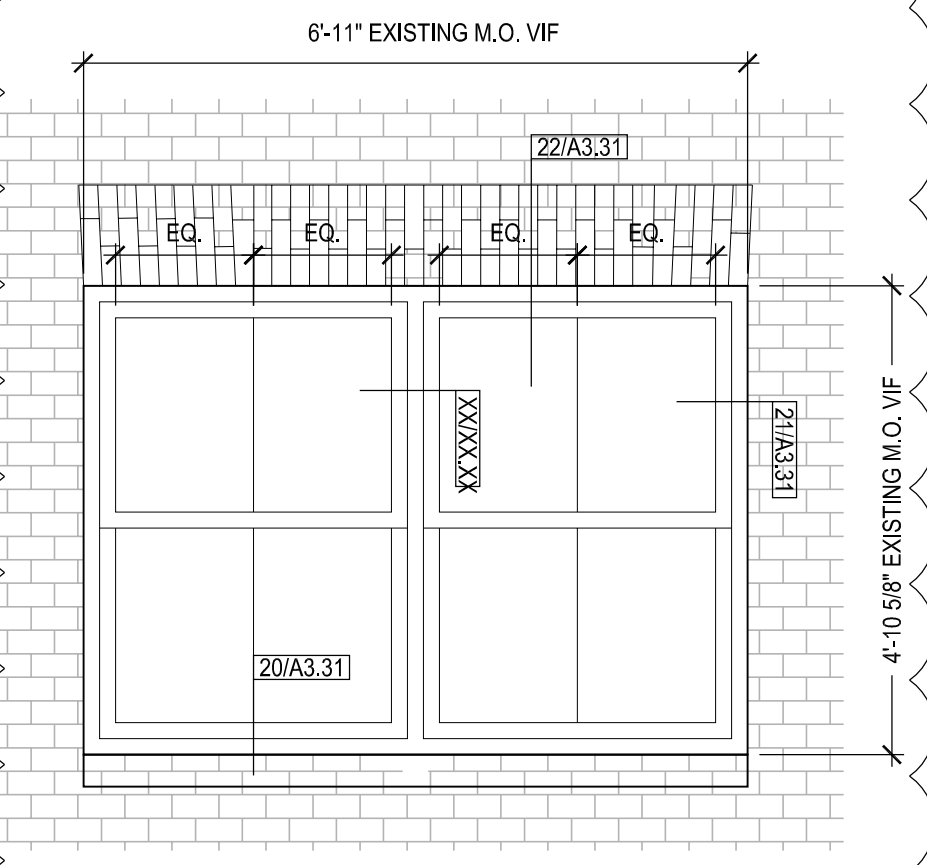 6'-11" EXISTING M.O. VIF
22/A3.31
EQ.
EQ.
EQ.
EQ.
XX/XX.XX
21/A3.31
4'-10 5/8" EXISTING M.O. VIF
20/A3.31